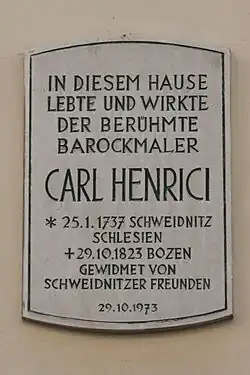 IN DIESEM HAUSE
LEBTE UND WIRKTE
DER BERÜHMTE
BAROCKMALER
CARL HENRICI
* 25.1.1737 SCHWEIDNITZ
SCHLESIEN
+ 29.10.1823 BOZEN
GEWIDMET VON
SCHWEIDNITZER FREUNDEN
29.10.1973